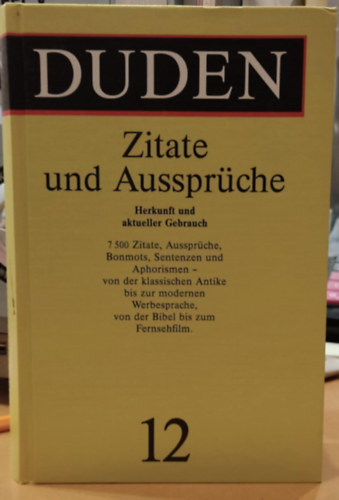 DUDEN
Zitate
und Aussprüche
Herkunft und
aktueller Gebrauch
7 500 Zitate, Aussprüche,
Bonmots, Sentenzen und
Aphorismen –
von der klassischen Antike
bis zur modernen
Werbesprache,
von der Bibel bis zum
Fernsehfilm.
12